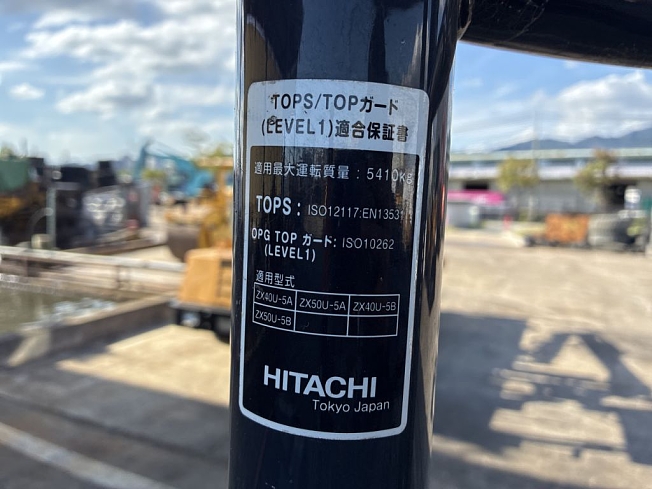 TOPS/TOPガード
(LEVEL1)適合保証書
適用最大運転質量：5410kg
TOPS：ISO12117:EN13531
OPG TOP ガード：ISO10262
(LEVEL1)
適用型式
ZX40U-5A ZX50U-5A ZX40U-5B
ZX50U-5B
HITACHI
Tokyo Japan